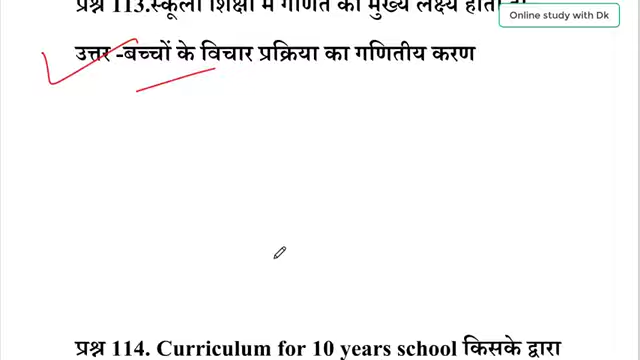 प्रश्न 113.स्कूली शिक्षा में गणित का मुख्य लक्ष्य होता
Online study with Dk
उत्तर -बच्चों के विचार प्रक्रिया का गणितीय करण
प्रश्न 114. Curriculum for 10 years school किसके द्वारा